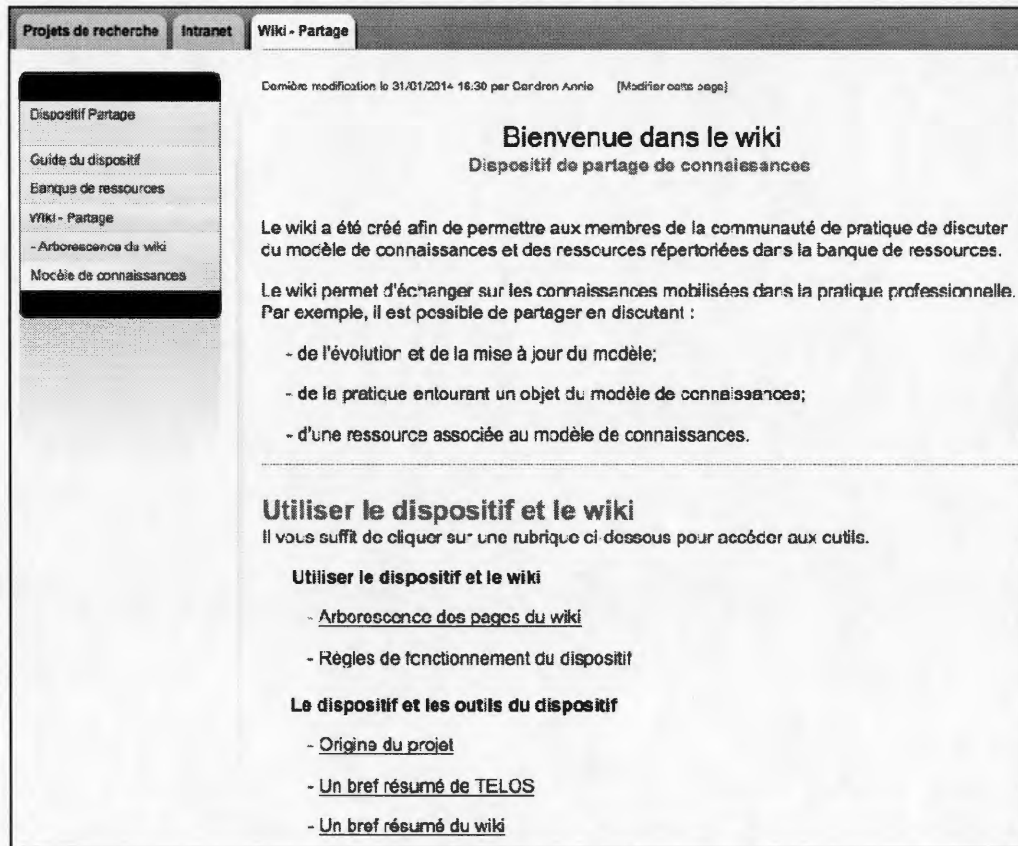 Projets de recherche
Intranet
Wiki - Partage
Dispositif Partage
Guide du dispositif
Banque de ressources
Wiki - Partage
- Arborescence du wiki
Modèle de connaissances
Dernière modification le 31/01/2014 16:30 par Gendron Annie [Modifier cette page]
Bienvenue dans le wiki
Dispositif de partage de connaissances
Le wiki a été créé afin de permettre aux membres de la communauté de pratique de discuter
du modèle de connaissances et des ressources répertoriées dans la banque de ressources.
Le wiki permet d'échanger sur les connaissances mobilisées dans la pratique professionnelle.
Par exemple, il est possible de partager en discutant :
- de l'évolution et de la mise à jour du modèle;
- de la pratique entourant un objet du modèle de connaissances;
- d'une ressource associée au modèle de connaissances.
Utiliser le dispositif et le wiki
Il vous suffit de cliquer sur une rubrique ci-dessous pour accéder aux outils.
Utiliser le dispositif et le wiki
- Arborescence des pages du wiki
- Règles de fonctionnement du dispositif
Le dispositif et les outils du dispositif
- Origine du projet
- Un bref résumé de TELOS
- Un bref résumé du wiki